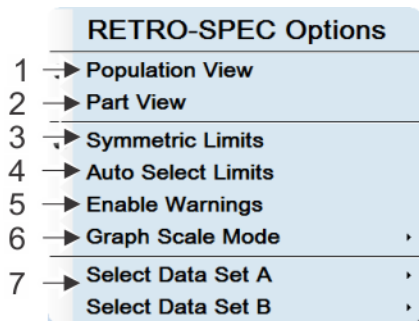 RETRO-SPEC Options
1 Population View
2 Part View
3 Symmetric Limits
4 Auto Select Limits
5 Enable Warnings
6 Graph Scale Mode
7 Select Data Set A
Select Data Set B